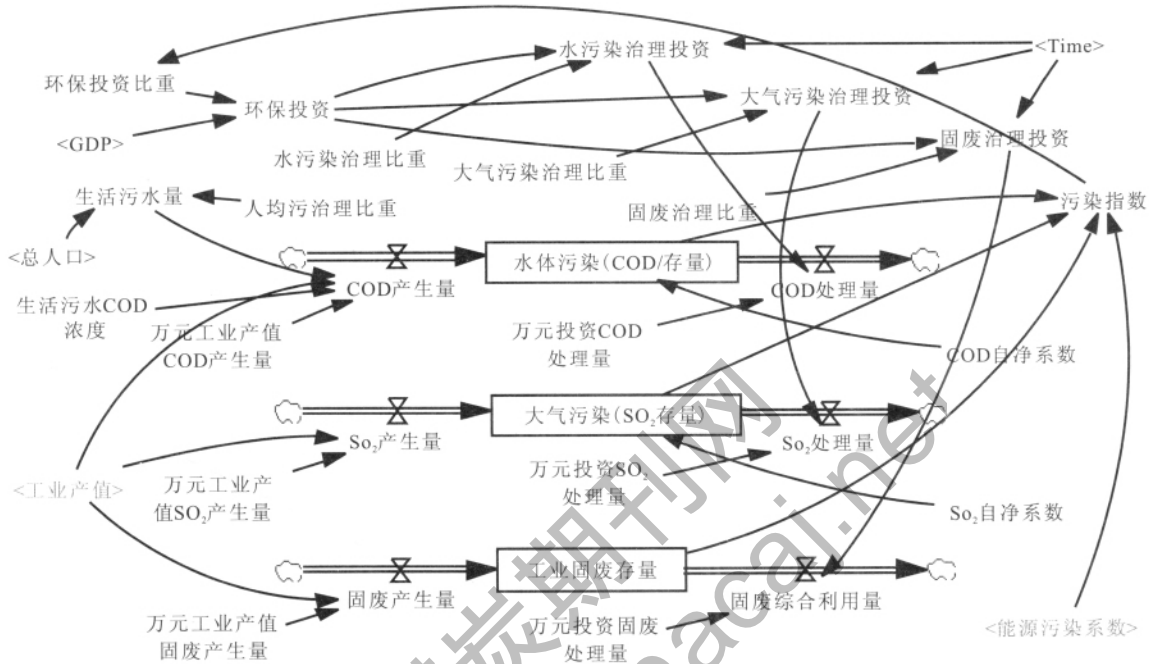 水污染治理投资
<Time>
环保投资比重
大气污染治理投资
环保投资
<GDP>
固废治理投资
水污染治理比重
大气污染治理比重
生活污水量
人均污治理比重
固废治理比重
污染指数
<总人口>
水体污染(COD/存量)
COD产生量
COD处理量
生活污水COD
浓度
万元工业产值
COD产生量
万元投资COD
处理量
COD自净系数
大气污染(SO₂存量)
So₂产生量
So₂处理量
<工业产值>
万元工业产
值SO₂产生量
万元投资SO₂
处理量
So₂自净系数
工业固废存量
固废产生量
固废综合利用量
万元工业产值
固废产生量
万元投资固废
处理量
<能源污染系数>
炭期刊网
acaj.net